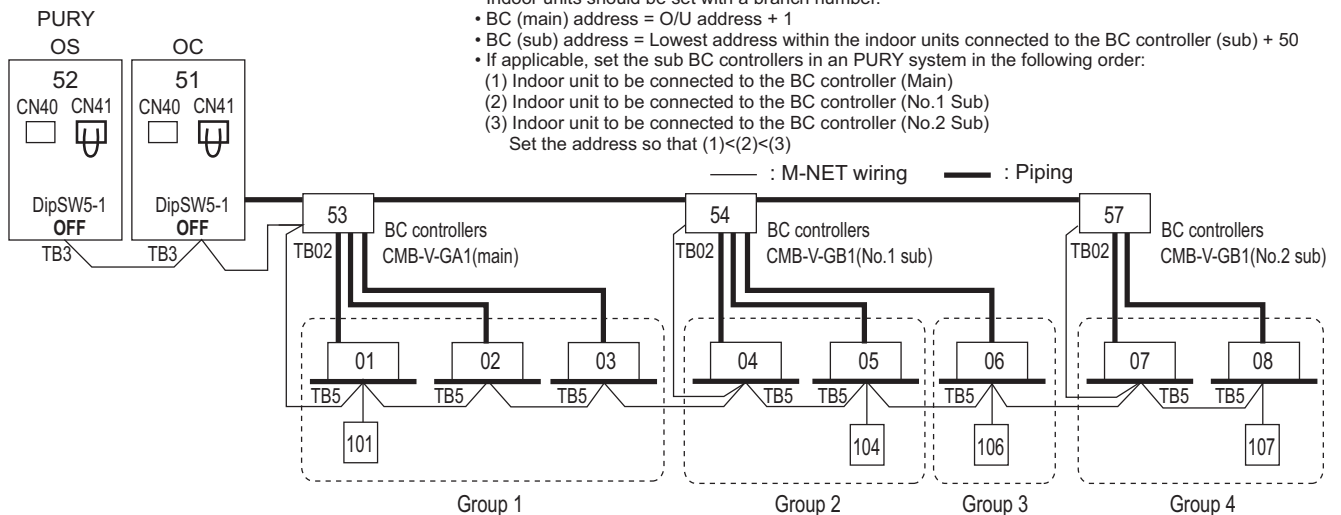 Indoor units should be set with a branch number.
• BC (main) address = O/U address + 1
• BC (sub) address = Lowest address within the indoor units connected to the BC controller (sub) + 50
• If applicable, set the sub BC controllers in an PURY system in the following order:
(1) Indoor unit to be connected to the BC controller (Main)
(2) Indoor unit to be connected to the BC controller (No.1 Sub)
(3) Indoor unit to be connected to the BC controller (No.2 Sub)
Set the address so that (1)<(2)<(3)
PURY
OS OC
52 51
CN40 CN41 CN40 CN41
DipSW5-1 DipSW5-1
OFF OFF
TB3 TB3
: M-NET wiring : Piping
53 54 57
TB02 TB02 TB02
BC controllers
CMB-V-GA1(main)
BC controllers
CMB-V-GB1(No.1 sub)
BC controllers
CMB-V-GB1(No.2 sub)
01 02 03 04 05 06 07 08
TB5 TB5 TB5 TB5 TB5 TB5 TB5 TB5
101 104 106 107
Group 1 Group 2 Group 3 Group 4